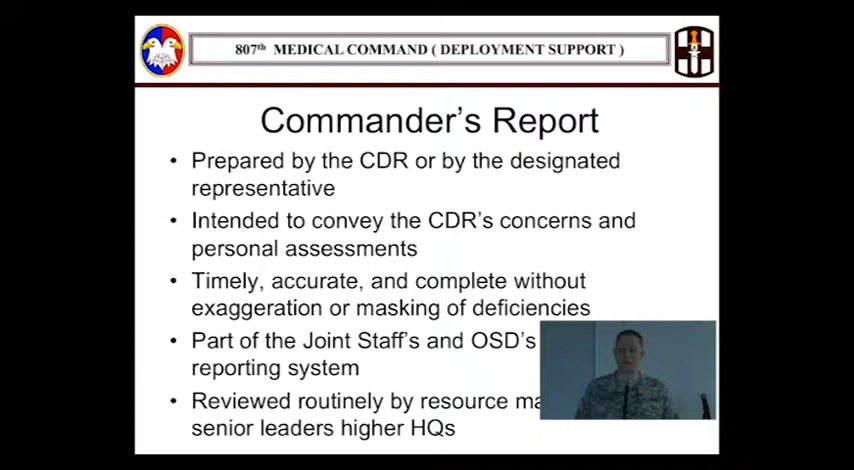 807th MEDICAL COMMAND ( DEPLOYMENT SUPPORT )
Commander's Report
• Prepared by the CDR or by the designated
representative
• Intended to convey the CDR's concerns and
personal assessments
• Timely, accurate, and complete without
exaggeration or masking of deficiencies
• Part of the Joint Staff's and OSD's
reporting system
• Reviewed routinely by resource
senior leaders higher HQs